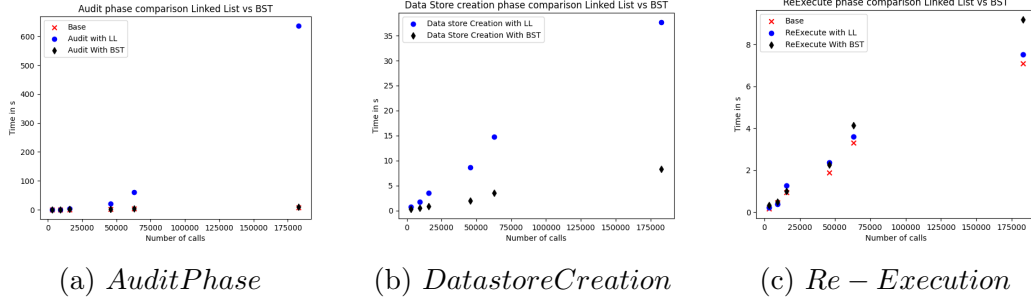 Audit phase comparison Linked List vs BST
Base
Audit with LL
Audit With BST
600
500
400
300
200
100
0
Time in s
0 25000 50000 75000 100000 125000 150000 175000
Number of calls
(a) AuditPhase
Data Store creation phase comparison Linked List vs BST
Data Store Creation with LL
Data Store Creation With BST
35
30
25
20
15
10
5
0
Time in s
0 25000 50000 75000 100000 125000 150000 175000
Number of calls
(b) DatastoreCreation
ReExecute phase comparison Linked List vs BST
Base
ReExecute with LL
ReExecute With BST
8
6
4
2
0
Time in s
0 25000 50000 75000 100000 125000 150000 175000
Number of calls
(c) Re − Execution